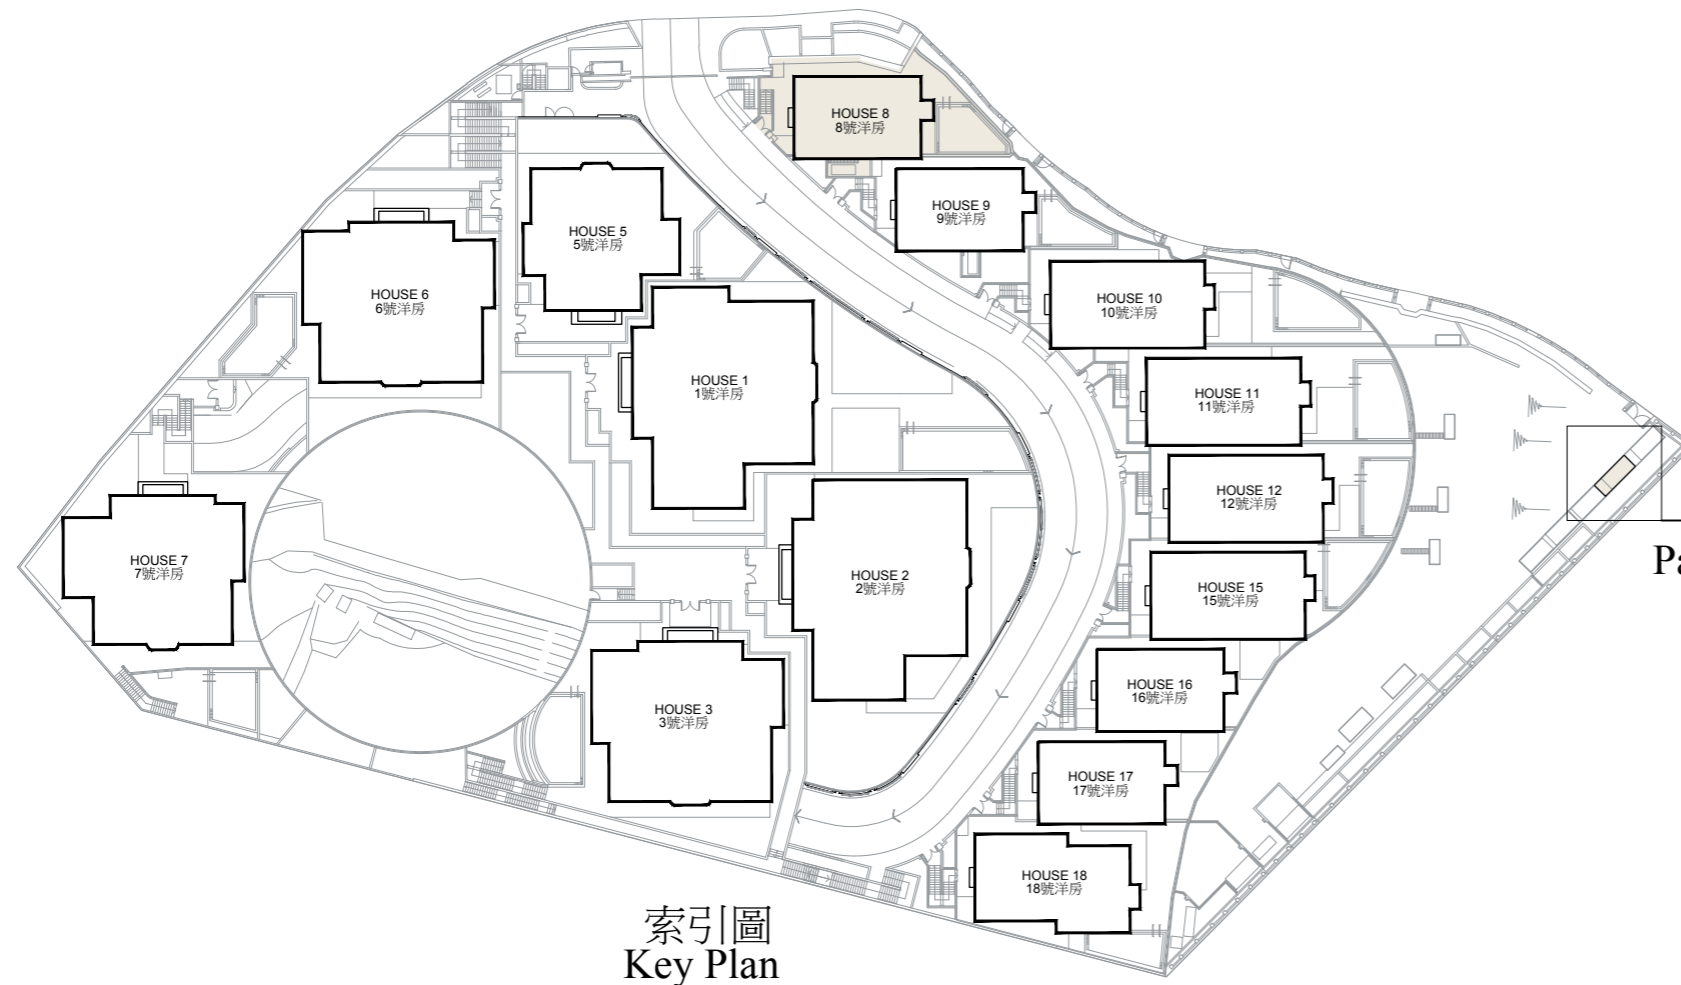 HOUSE 8
8號洋房
HOUSE 9
9號洋房
HOUSE 5
5號洋房
HOUSE 6
6號洋房
HOUSE 10
10號洋房
HOUSE 1
1號洋房
HOUSE 11
11號洋房
HOUSE 12
12號洋房
HOUSE 7
7號洋房
HOUSE 2
2號洋房
Pa
HOUSE 15
15號洋房
HOUSE 16
16號洋房
HOUSE 3
3號洋房
HOUSE 17
17號洋房
HOUSE 18
18號洋房
索引圖
Key Plan